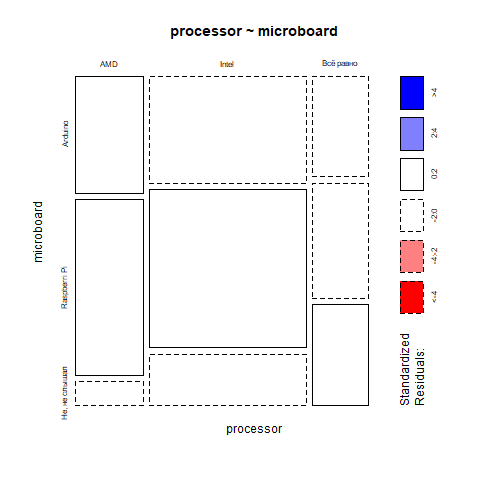 processor ~ microboard
AMD
Intel
Всё равно
Arduino
Raspberri Pi
Не, не слышал
microboard
processor
>4
2:4
0:2
-2:0
-4:-2
<-4
Standardized
Residuals: